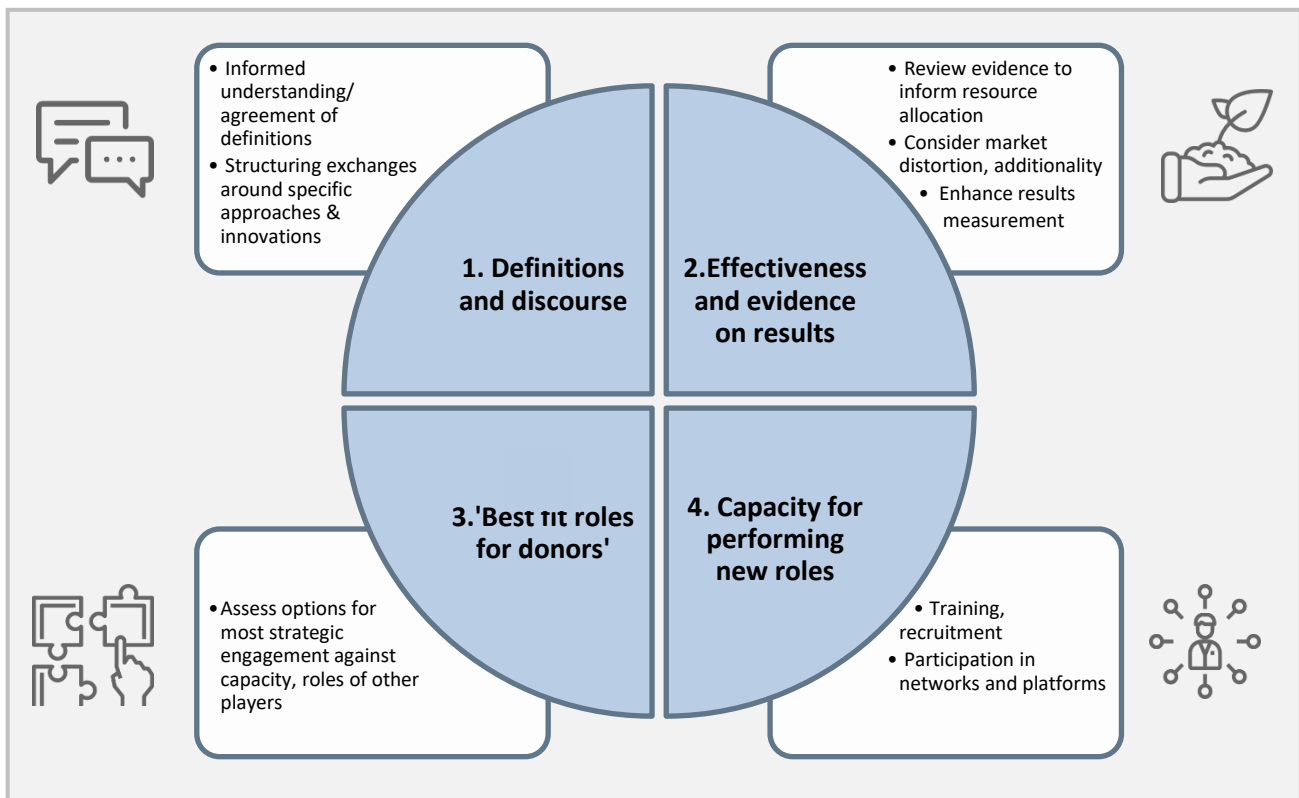 • Informed
understanding/
agreement of
definitions
• Structuring exchanges
around specific
approaches &
innovations
• Review evidence to
inform resource
allocation
• Consider market
distortion, additionality
• Enhance results
measurement
1. Definitions
and discourse
2.Effectiveness
and evidence
on results
3.'Best fit roles
for donors'
4. Capacity for
performing
new roles
•Assess options for
most strategic
engagement against
capacity, roles of other
players
• Training,
recruitment
• Participation in
networks and platforms